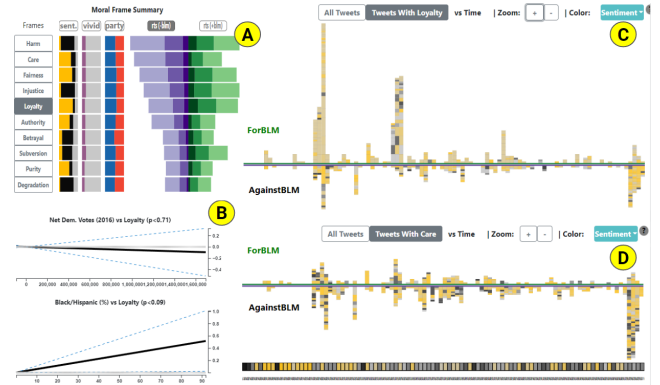 Moral Frame Summary
Frames sent. vivid party rts (-blm) rts (+blm)
Harm
Care
Fairness
Injustice
Loyalty
Authority
Betrayal
Subversion
Purity
Degradation
A
B
Net Dem. Votes (2016) vs Loyalty (p<0.71)
0.2
0.0
-0.2
-0.4
0 200,000 400,000 600,000 800,000 1,000,000 1,200,000 1,400,000 1,600,000
Black/Hispanic (%) vs Loyalty (p<0.09)
1.0
0.8
0.6
0.4
0.2
0.0
10 20 30 40 50 60 70 80 90
All Tweets Tweets With Loyalty vs Time | Zoom: + - | Color: Sentiment
C
ForBLM
AgainstBLM
All Tweets Tweets With Care vs Time | Zoom: + - | Color: Sentiment ?
D
ForBLM
AgainstBLM